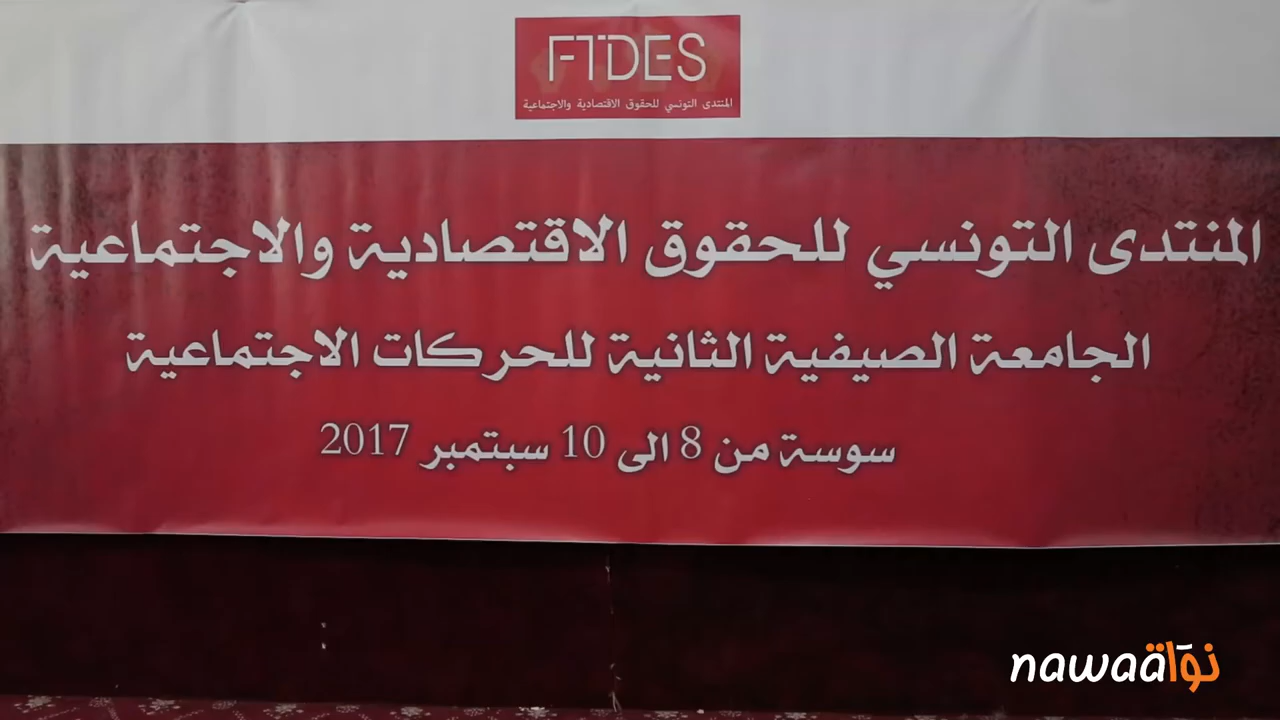 FTDES
المنتدى التونسي للحقوق الاقتصادية والاجتماعية
المنتدى التونسي للحقوق الاقتصادية والاجتماعية
الجامعة الصيفية الثانية للحركات الاجتماعية
سوسة من 8 الى 10 سبتمبر 2017
nawaa نواة